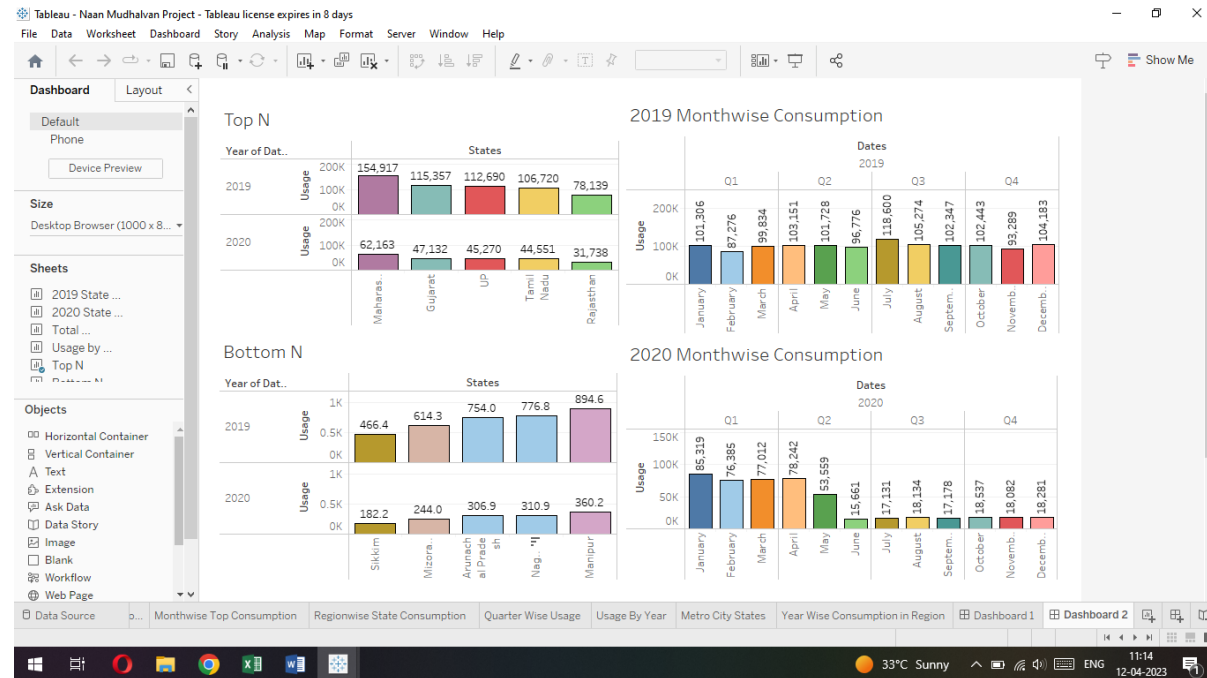 Tableau - Naan Mudhalvan Project - Tableau license expires in 8 days
File Data Worksheet Dashboard Story Analysis Map Format Server Window Help
Show Me
Dashboard Layout
Default
Phone
Device Preview
Size
Desktop Browser (1000 x 8...
Sheets
2019 State ...
2020 State ...
Total ...
Usage by ...
Top N
Bottom N
Objects
Horizontal Container
Vertical Container
Text
Extension
Ask Data
Data Story
Image
Blank
Workflow
Web Page
Top N
Year of Dat..
States
2019
Usage
200K
100K
0K
154,917 115,357 112,690 106,720 78,139
2020
Usage
200K
100K
0K
62,163 47,132 45,270 44,551 31,738
Maharas.. Gujarat UP Tamil Nadu Rajasthan
2019 Monthwise Consumption
Dates
2019
Q1 Q2 Q3 Q4
Usage
200K
100K
0K
101,306 87,276 99,834 103,151 101,728 96,776 118,600 105,274 102,347 102,443 93,289 104,183
January February March April May June July August Septem.. October Novemb.. Decemb..
Bottom N
Year of Dat..
States
2019
Usage
1K
0.5K
0K
466.4 614.3 754.0 776.8 894.6
2020
Usage
1K
0.5K
0K
182.2 244.0 306.9 310.9 360.2
Sikkim Mizora.. Arunach al Prade sh Nag.. Manipur
2020 Monthwise Consumption
Dates
2020
Q1 Q2 Q3 Q4
Usage
150K
100K
50K
0K
85,319 76,385 77,012 78,242 53,559 15,661 17,131 18,134 17,178 18,537 18,082 18,281
January February March April May June July August Septem.. October Novemb.. Decemb..
Data Source Monthwise Top Consumption Regionwise State Consumption Quarter Wise Usage Usage By Year Metro City States Year Wise Consumption in Region Dashboard 1 Dashboard 2
33°C Sunny
ENG
11:14
12-04-2023
1